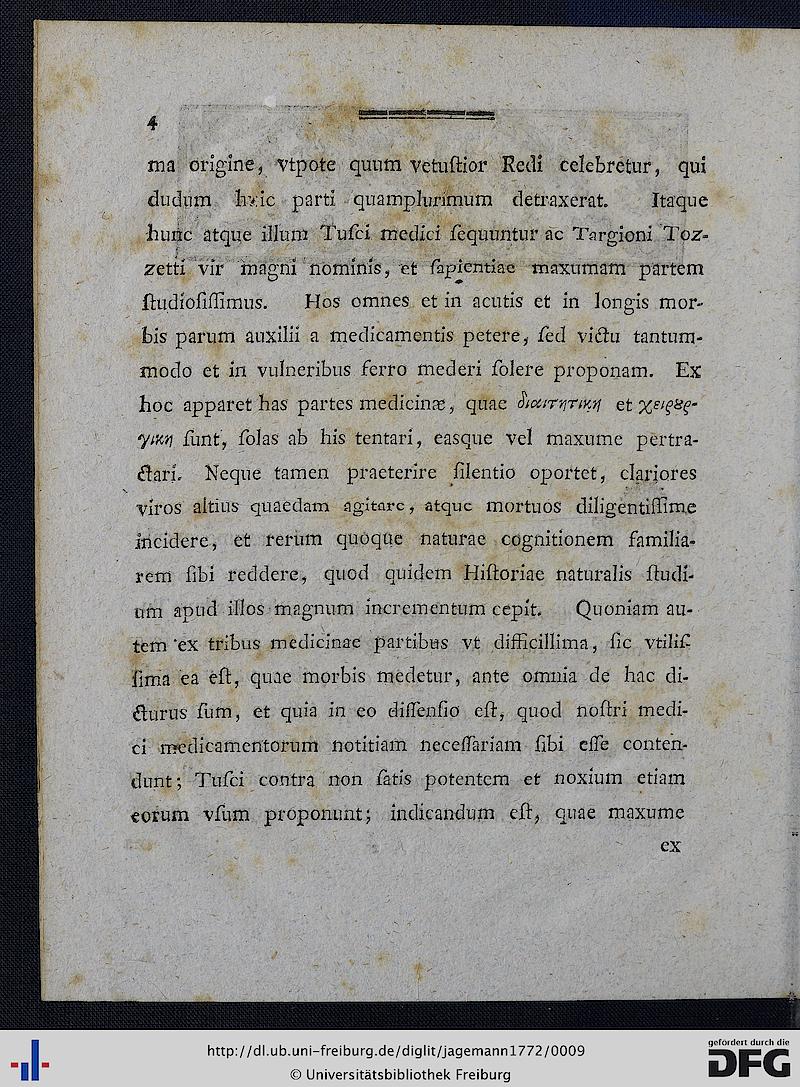 4
ma origine, vtpote quum vetuſtior Redi celebretur, qui
dudum huic parti quamplurimum detraxerat. Itaque
hunc atque illum Tuſci medici ſequuntur ac Targioni Toz-
zetti vir magni nominis, et ſapientiae maxumam partem
ſtudioſiſſimus. Hos omnes et in acutis et in longis mor-
bis parum auxilii a medicamentis petere, ſed victu tantum-
modo et in vulneribus ferro mederi ſolere proponam. Ex
hoc apparet has partes medicinæ, quae διαιτητικη et χειρȣρ-
γικη ſunt, ſolas ab his tentari, easque vel maxume pertra-
ctari. Neque tamen praeterire ſilentio oportet, clariores
viros altius quaedam agitare, atque mortuos diligentiſſime
incidere, et rerum quoque naturae cognitionem familia-
rem ſibi reddere, quod quidem Hiſtoriae naturalis ſtudi-
um apud illos magnum incrementum cepit. Quoniam au-
tem ex tribus medicinae partibus vt difficillima, ſic vtiliſ-
ſima ea eſt, quae morbis medetur, ante omnia de hac di-
cturus ſum, et quia in eo diſſenſio eſt, quod noſtri medi-
ci medicamentorum notitiam neceſſariam ſibi eſſe conten-
dunt; Tuſci contra non ſatis potentem et noxium etiam
eorum vſum proponunt; indicandum eſt, quae maxume
ex
http://dl.ub.uni-freiburg.de/diglit/jagemann1772/0009
© Universitätsbibliothek Freiburg
gefördert durch die
DFG